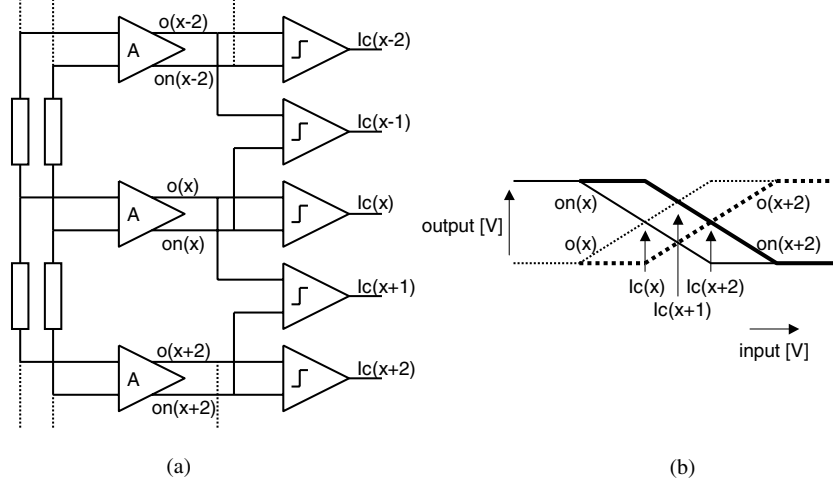 o(x-2)
A
on(x-2)
Ic(x-2)
Ic(x-1)
o(x)
A
on(x)
Ic(x)
Ic(x+1)
o(x+2)
A
on(x+2)
Ic(x+2)
(a)
output [V]
on(x)
o(x+2)
o(x)
on(x+2)
Ic(x)
Ic(x+2)
Ic(x+1)
input [V]
(b)